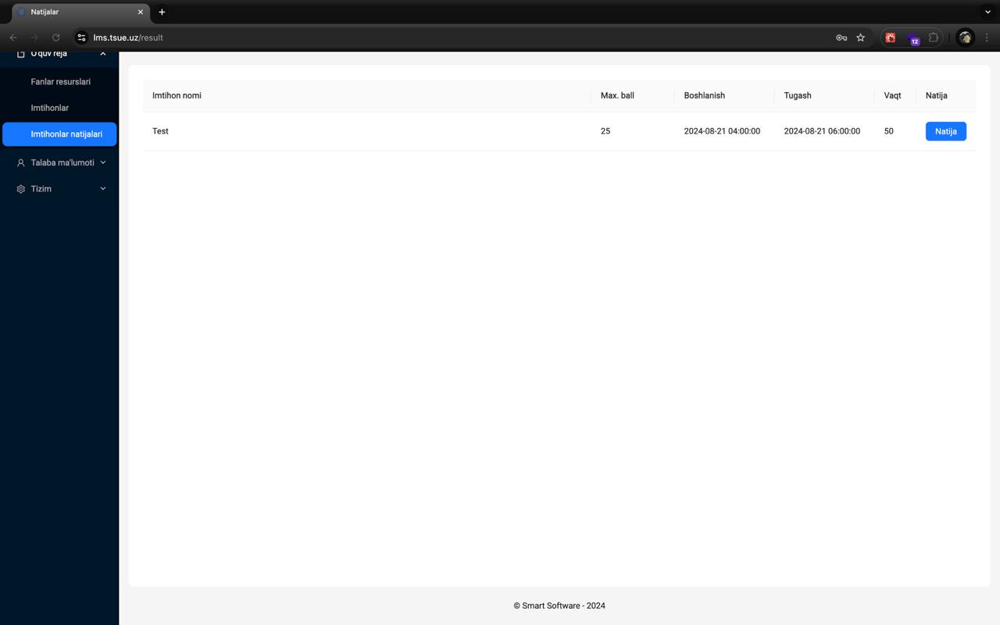 Natijalar
lms.tsue.uz/result
12
O'quv reja
Fanlar resurslari
Imtihonlar
Imtihonlar natijalari
Talaba ma'lumoti
Tizim
Imtihon nomi Max. ball Boshlanish Tugash Vaqt Natija
Test 25 2024-08-21 04:00:00 2024-08-21 06:00:00 50 Natija
© Smart Software - 2024